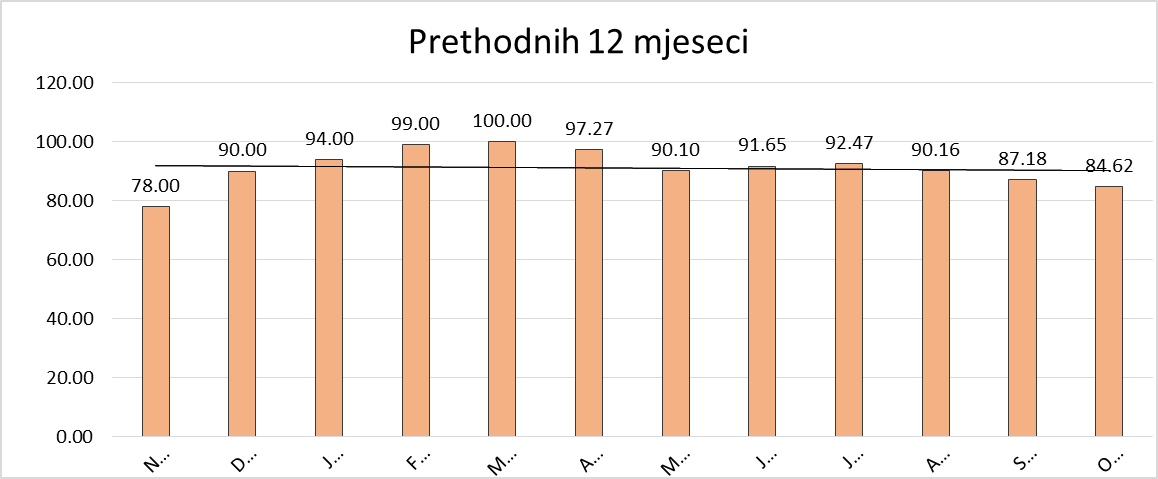 Prethodnih 12 mjeseci
120.00
100.00
80.00
60.00
40.00
20.00
0.00
78.00
90.00
94.00
99.00
100.00
97.27
90.10
91.65
92.47
90.16
87.18
84.62
N...
D...
J...
F...
M...
A...
M...
J...
J...
A...
S...
O...